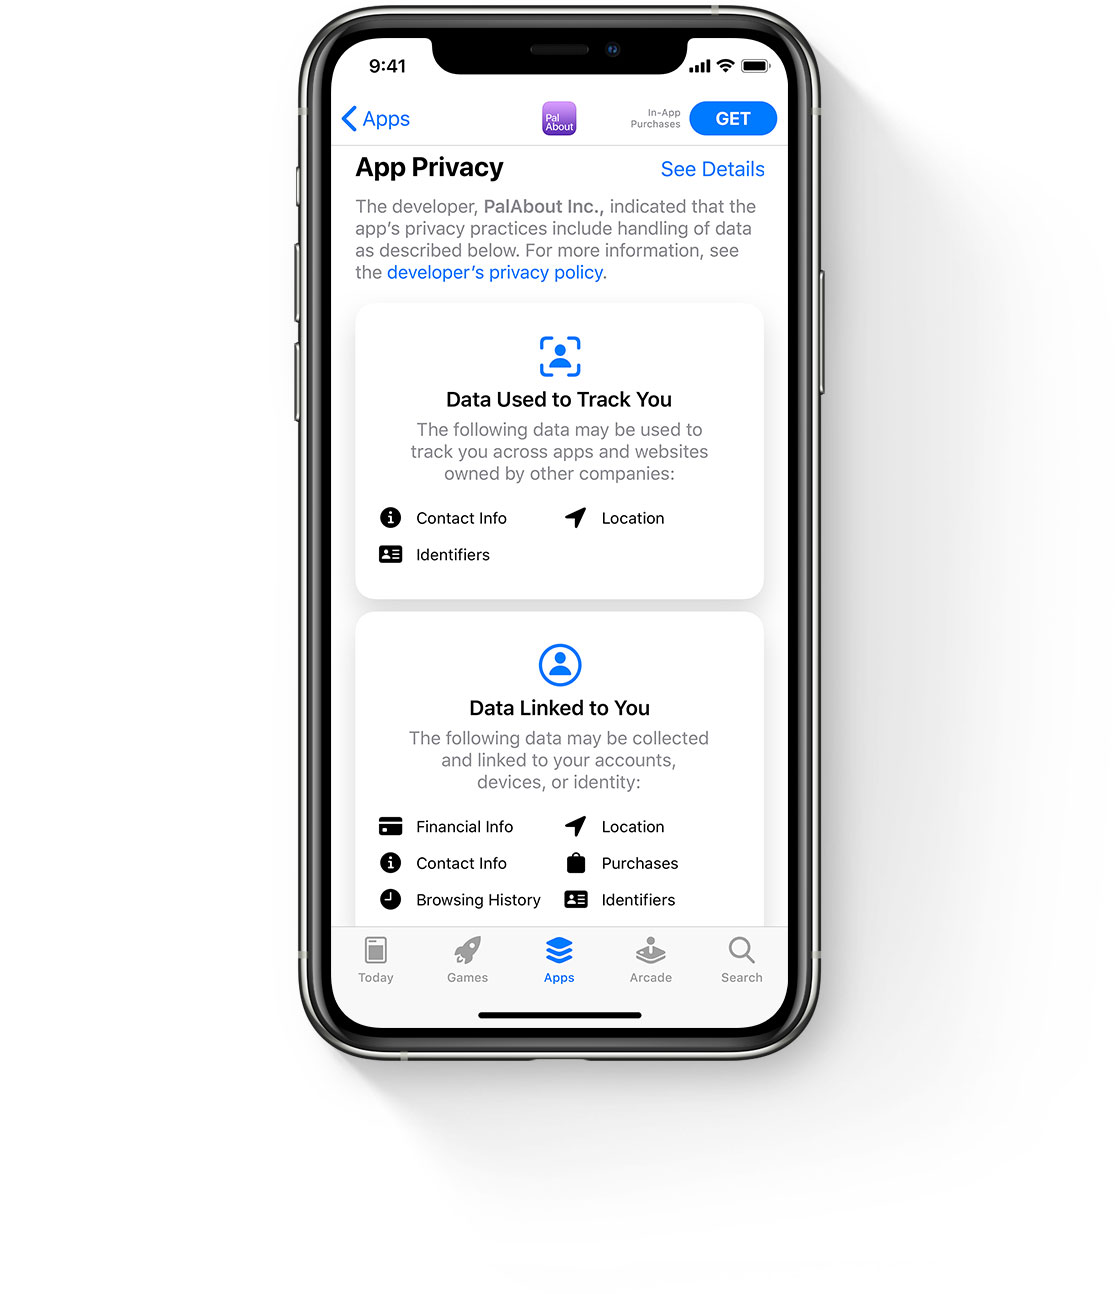 9:41
Apps
Pal
About
In-App
Purchases
GET
App Privacy
See Details
The developer, PalAbout Inc., indicated that the
app's privacy practices include handling of data
as described below. For more information, see
the developer's privacy policy.
Data Used to Track You
The following data may be used to
track you across apps and websites
owned by other companies:
Contact Info
Location
Identifiers
Data Linked to You
The following data may be collected
and linked to your accounts,
devices, or identity:
Financial Info
Location
Contact Info
Purchases
Browsing History
Identifiers
Today
Games
Apps
Arcade
Search